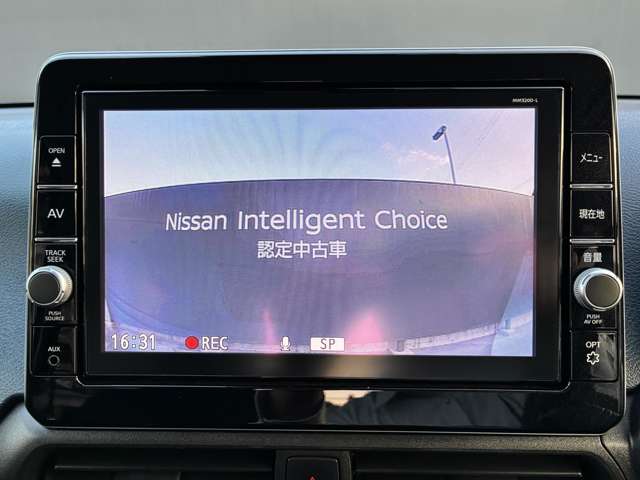 MM520D-L
OPEN
AV
TRACK
SEEK
PUSH
SOURCE
AUX
Nissan Intelligent Choice
認定中古車
16:31
REC
SP
メニュー
現在地
音量
PUSH
AV OFF
OPT